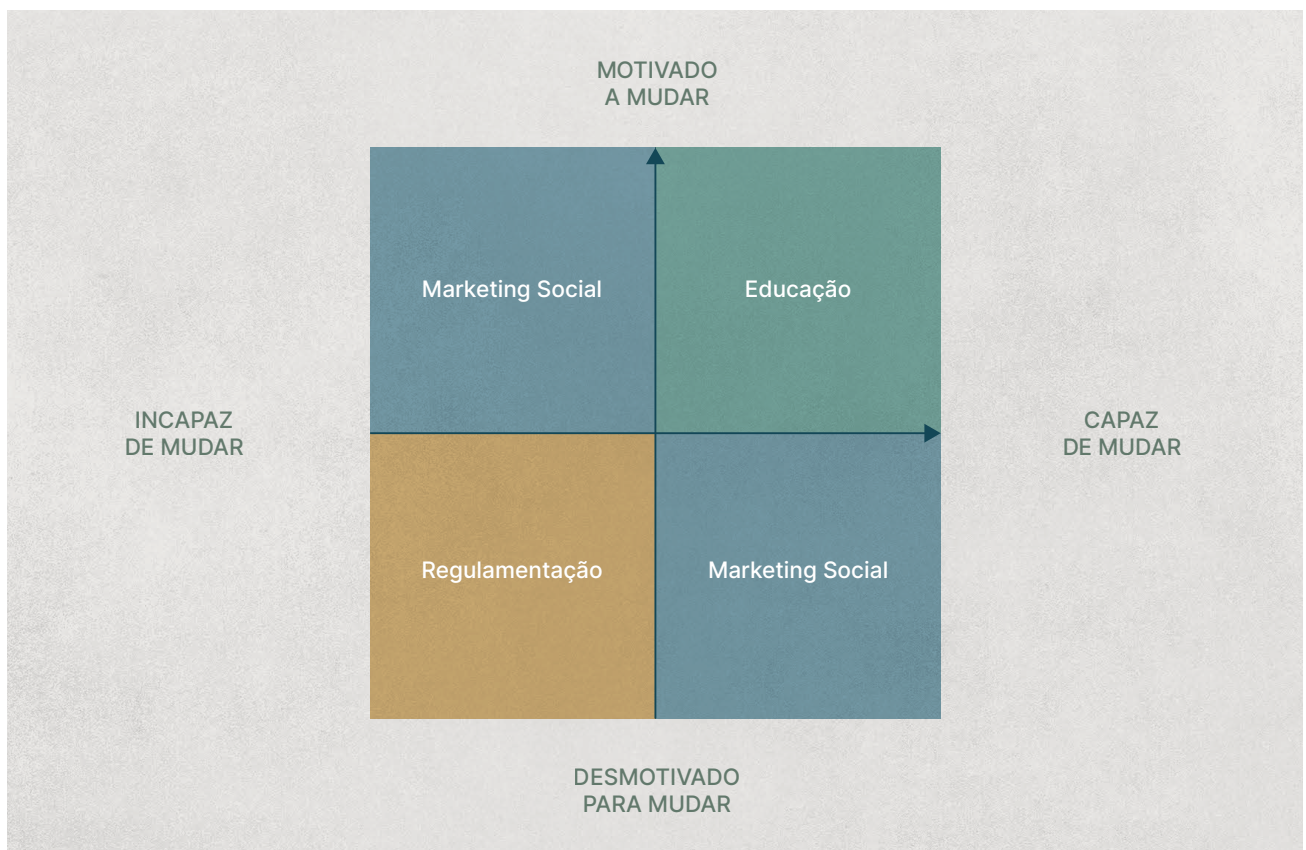 MOTIVADO
A MUDAR
Marketing Social
Educação
INCAPAZ
DE MUDAR
CAPAZ
DE MUDAR
Regulamentação
Marketing Social
DESMOTIVADO
PARA MUDAR